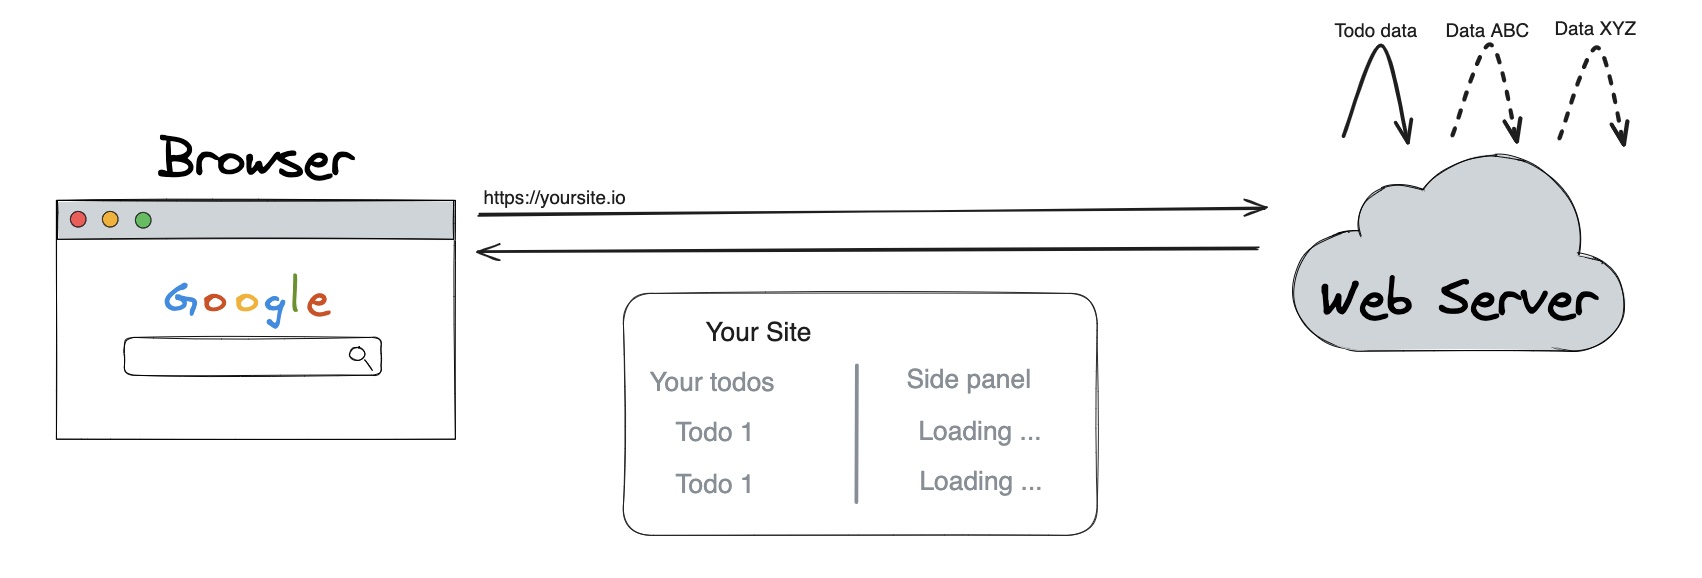 Todo data
Data ABC
Data XYZ
Browser
https://yoursite.io
Google
Web Server
Your Site
Your todos
Side panel
Todo 1
Loading ...
Todo 1
Loading ...